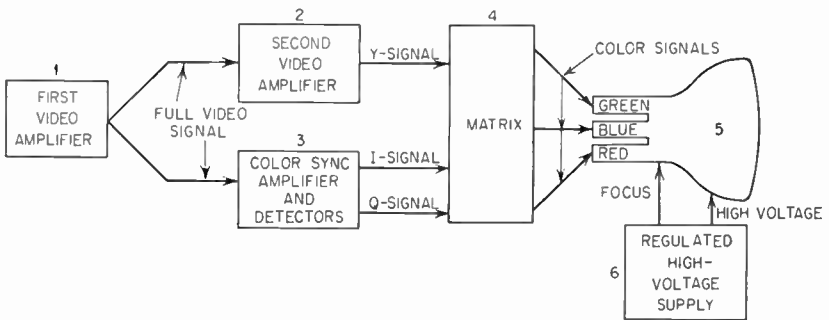 1
FIRST
VIDEO
AMPLIFIER
FULL VIDEO
SIGNAL
2
SECOND
VIDEO
AMPLIFIER
Y-SIGNAL
3
COLOR SYNC
AMPLIFIER
AND
DETECTORS
I-SIGNAL
Q-SIGNAL
4
MATRIX
COLOR SIGNALS
GREEN
BLUE
RED
5
FOCUS
HIGH VOLTAGE
6
REGULATED
HIGH-
VOLTAGE
SUPPLY